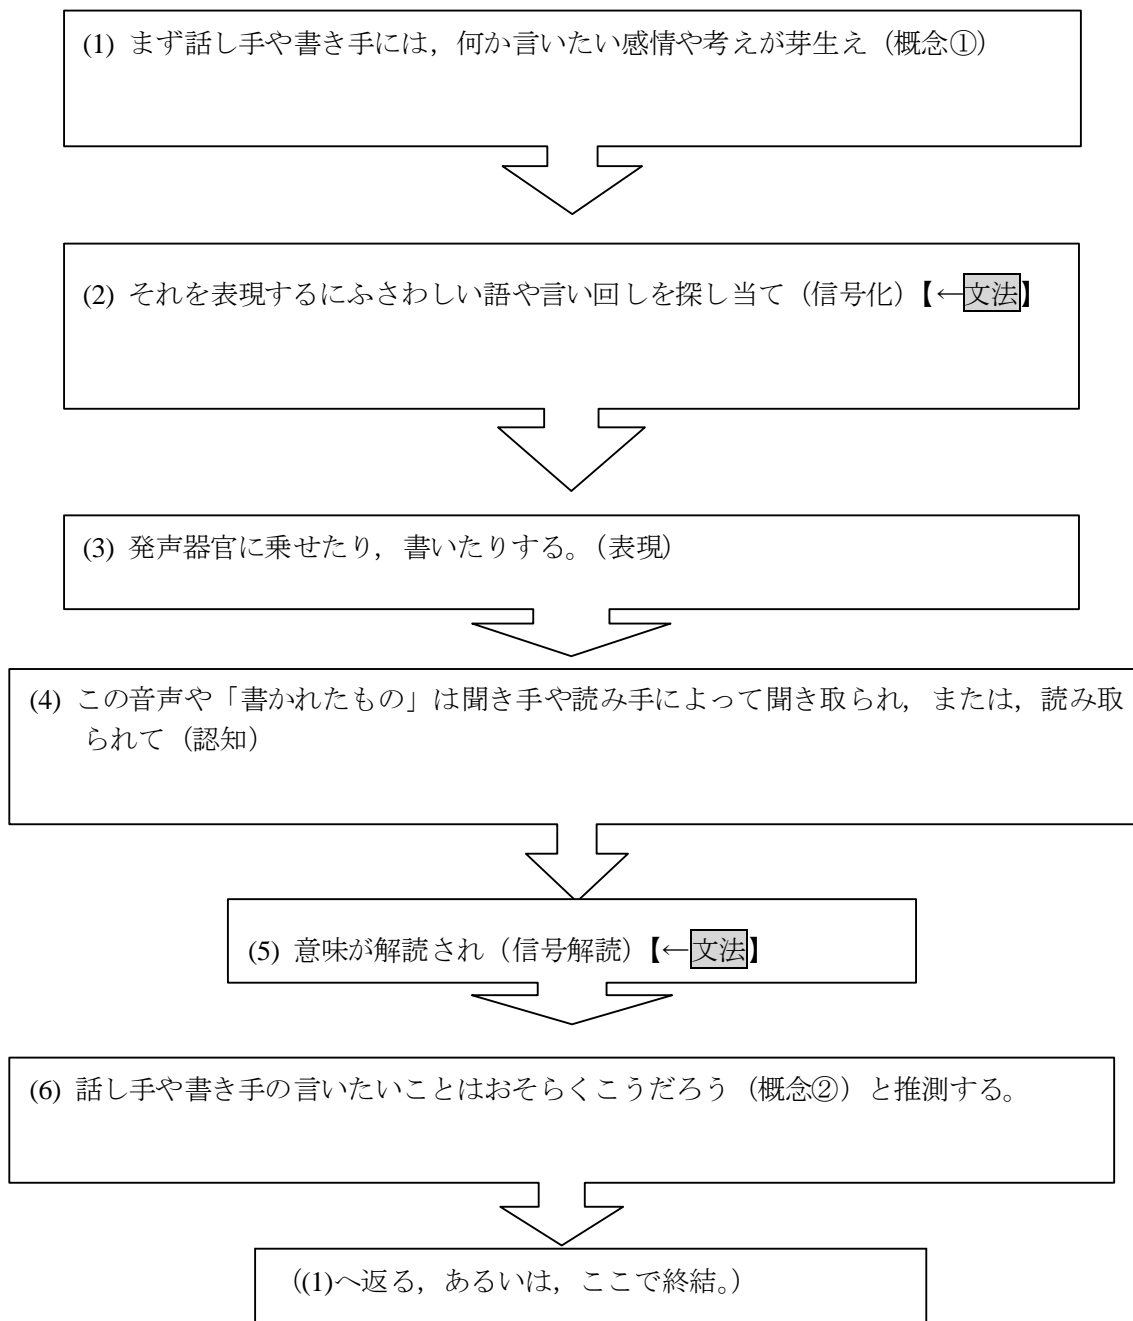 (1) まず話し手や書き手には，何か言いたい感情や考えが芽生え（概念①）
(2) それを表現するにふさわしい語や言い回しを探し当て（信号化）【←文法】
(3) 発声器官に乗せたり，書いたりする。（表現）
(4) この音声や「書かれたもの」は聞き手や読み手によって聞き取られ，または，読み取
られて（認知）
(5) 意味が解読され（信号解読）【←文法】
(6) 話し手や書き手の言いたいことはおそらくこうだろう（概念②）と推測する。
（(1)へ返る，あるいは，ここで終結。）